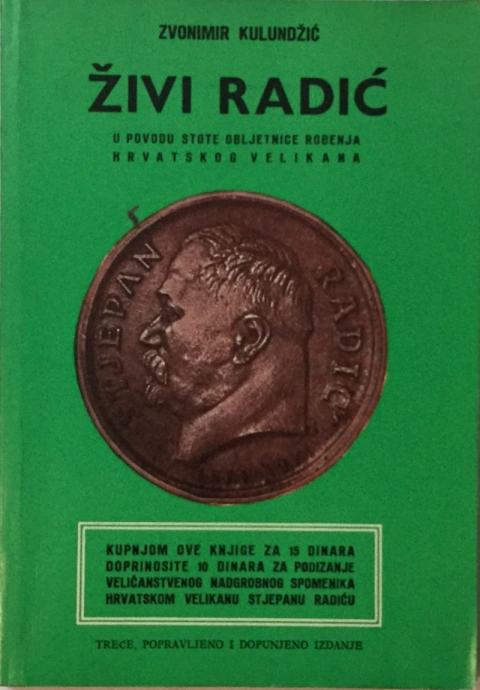 ZVONIMIR KULUNDŽIĆ
ŽIVI RADIĆ
U POVODU STOTE OBLJETNICE ROĐENJA
HRVATSKOG VELIKANA
STJEPAN RADIĆ
KUPNJOM OVE KNJIGE ZA 15 DINARA
DOPRINOSITE 10 DINARA ZA PODIZANJE
VELIČANSTVENOG NADGROBNOG SPOMENIKA
HRVATSKOM VELIKANU STJEPANU RADIĆU
TREĆE, POPRAVLJENO I DOPUNJENO IZDANJE